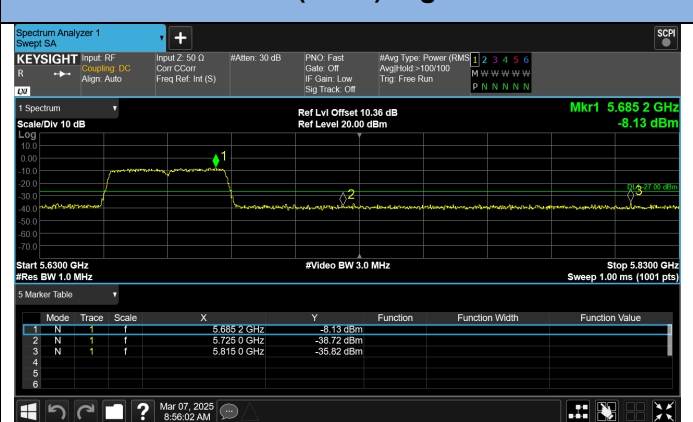 Spectrum Analyzer 1
Swept SA
SCPI
KEYSIGHT Input: RF Input Z: 50 Ω #Atten: 30 dB PNO: Fast #Avg Type: Power (RMS 1 2 3 4 5 6
R Coupling: DC Corr CCorr Gate: Off Avg|Hold:>100/100 M W W W W W
Align: Auto Freq Ref: Int (S) IF Gain: Low Trig: Free Run
LXI Sig Track: Off P N N N N N
1 Spectrum Ref Lvl Offset 10.36 dB Mkr1 5.685 2 GHz
Scale/Div 10 dB Ref Level 20.00 dBm -8.13 dBm
Log
10.0
0.00
-10.0
-20.0
-30.0
-40.0
-50.0
-60.0
-70.0
1
2
3
-27.00 dBm
Start 5.6300 GHz #Video BW 3.0 MHz Stop 5.8300 GHz
#Res BW 1.0 MHz Sweep 1.00 ms (1001 pts)
5 Marker Table
Mode Trace Scale X Y Function Function Width Function Value
1 N 1 f 5.685 2 GHz -8.13 dBm
2 N 1 f 5.725 0 GHz -38.72 dBm
3 N 1 f 5.815 0 GHz -35.82 dBm
4
5
6
? Mar 07, 2025
8:56:02 AM